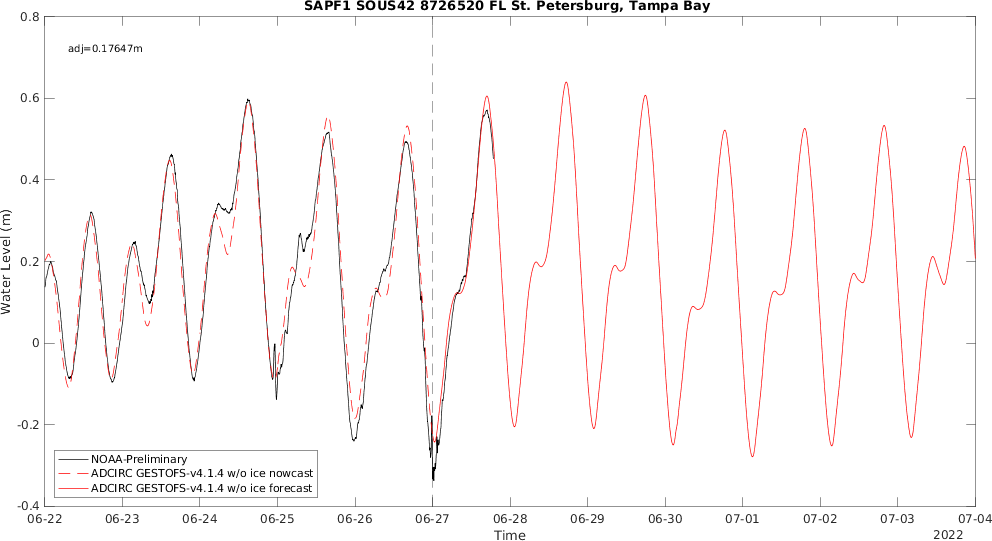 SAPF1 SOUS42 8726520 FL St. Petersburg, Tampa Bay
adj=0.17647m
0.8
0.6
0.4
0.2
0
-0.2
-0.4
Water Level (m)
NOAA-Preliminary
ADCIRC GESTOFS-v4.1.4 w/o ice nowcast
ADCIRC GESTOFS-v4.1.4 w/o ice forecast
06-22 06-23 06-24 06-25 06-26 06-27 06-28 06-29 06-30 07-01 07-02 07-03 07-04
Time
2022